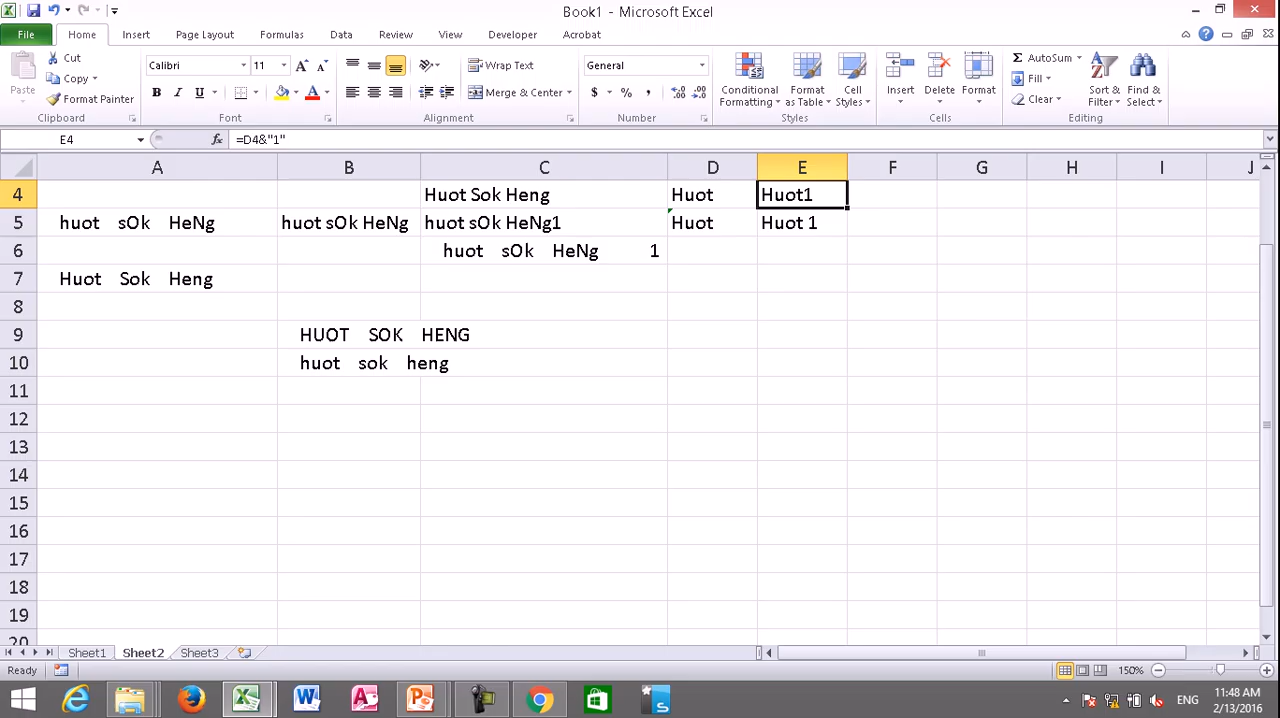 Book1 - Microsoft Excel
File Home Insert Page Layout Formulas Data Review View Developer Acrobat
Paste
Cut
Copy
Format Painter
Clipboard
Calibri 11
B I U
Font
Wrap Text
Merge & Center
Alignment
General
$ % ,
Number
Conditional Formatting
Format as Table
Cell Styles
Styles
Insert Delete Format
Cells
Σ AutoSum
Fill
Clear
Sort & Filter
Find & Select
Editing
E4 fx =D4&"1"
A B C D E F G H I J
4 Huot Sok Heng Huot Huot1
5 huot sOk HeNg huot sOk HeNg huot sOk HeNg1 Huot Huot 1
6 huot sOk HeNg 1
7 Huot Sok Heng
8
9 HUOT SOK HENG
10 huot sok heng
11
12
13
14
15
16
17
18
19
20
Sheet1 Sheet2 Sheet3
Ready 150%
ENG 11:48 AM
2/13/2016